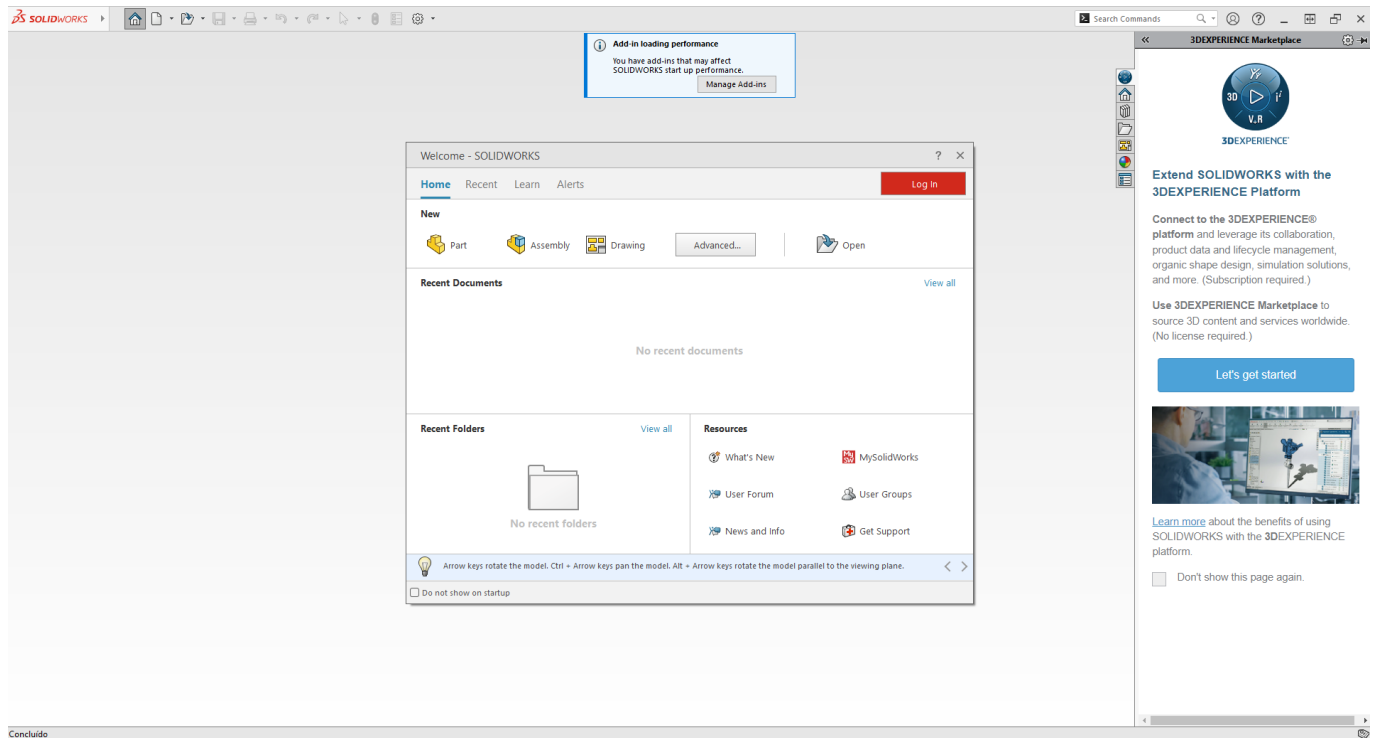 SOLIDWORKS
Search Commands
Add-in loading performance
You have add-ins that may affect
SOLIDWORKS start up performance.
Manage Add-ins
Welcome - SOLIDWORKS
Home Recent Learn Alerts
Log In
New
Part Assembly Drawing Advanced... Open
Recent Documents View all
No recent documents
Recent Folders View all
No recent folders
Resources
What's New MySolidWorks
User Forum User Groups
News and Info Get Support
Arrow keys rotate the model. Ctrl + Arrow keys pan the model. Alt + Arrow keys rotate the model parallel to the viewing plane.
Do not show on startup
3DEXPERIENCE Marketplace
3D
V.R
3DEXPERIENCE
Extend SOLIDWORKS with the
3DEXPERIENCE Platform
Connect to the 3DEXPERIENCE®
platform and leverage its collaboration,
product data and lifecycle management,
organic shape design, simulation solutions,
and more. (Subscription required.)
Use 3DEXPERIENCE Marketplace to
source 3D content and services worldwide.
(No license required.)
Let's get started
Learn more about the benefits of using
SOLIDWORKS with the 3DEXPERIENCE
platform.
Don't show this page again.
Concluído